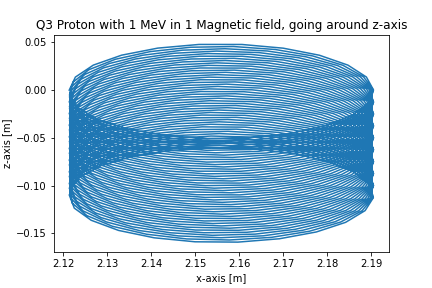 Q3 Proton with 1 MeV in 1 Magnetic field, going around z-axis
0.05
0.00
−0.05
−0.10
−0.15
z-axis [m]
2.12 2.13 2.14 2.15 2.16 2.17 2.18 2.19
x-axis [m]